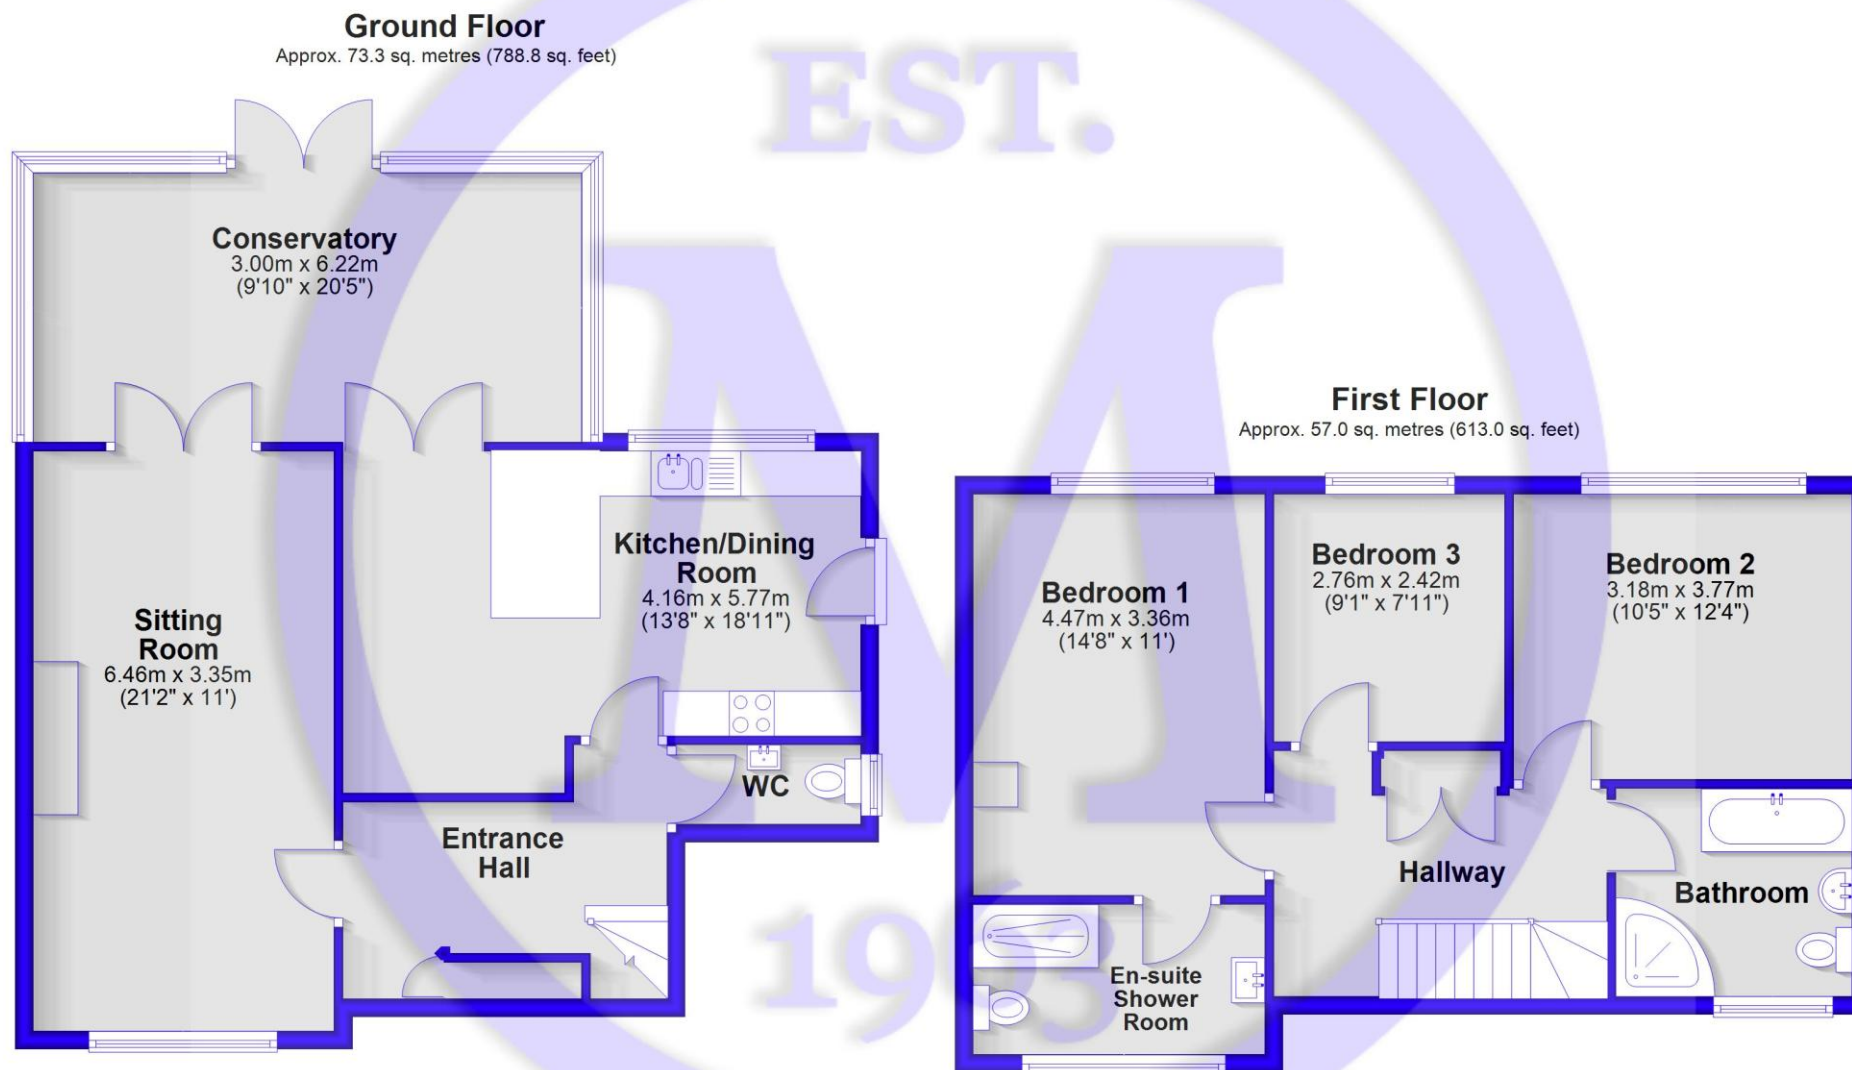 Ground Floor
Approx. 73.3 sq. metres (788.8 sq. feet)
EST.
Conservatory
3.00m x 6.22m
(9'10" x 20'5")
Kitchen/Dining
Room
4.16m x 5.77m
(13'8" x 18'11")
Sitting
Room
6.46m x 3.35m
(21'2" x 11')
WC
Entrance
Hall
M
1963
First Floor
Approx. 57.0 sq. metres (613.0 sq. feet)
Bedroom 1
4.47m x 3.36m
(14'8" x 11')
Bedroom 3
2.76m x 2.42m
(9'1" x 7'11")
Bedroom 2
3.18m x 3.77m
(10'5" x 12'4")
Hallway
Bathroom
En-suite
Shower
Room